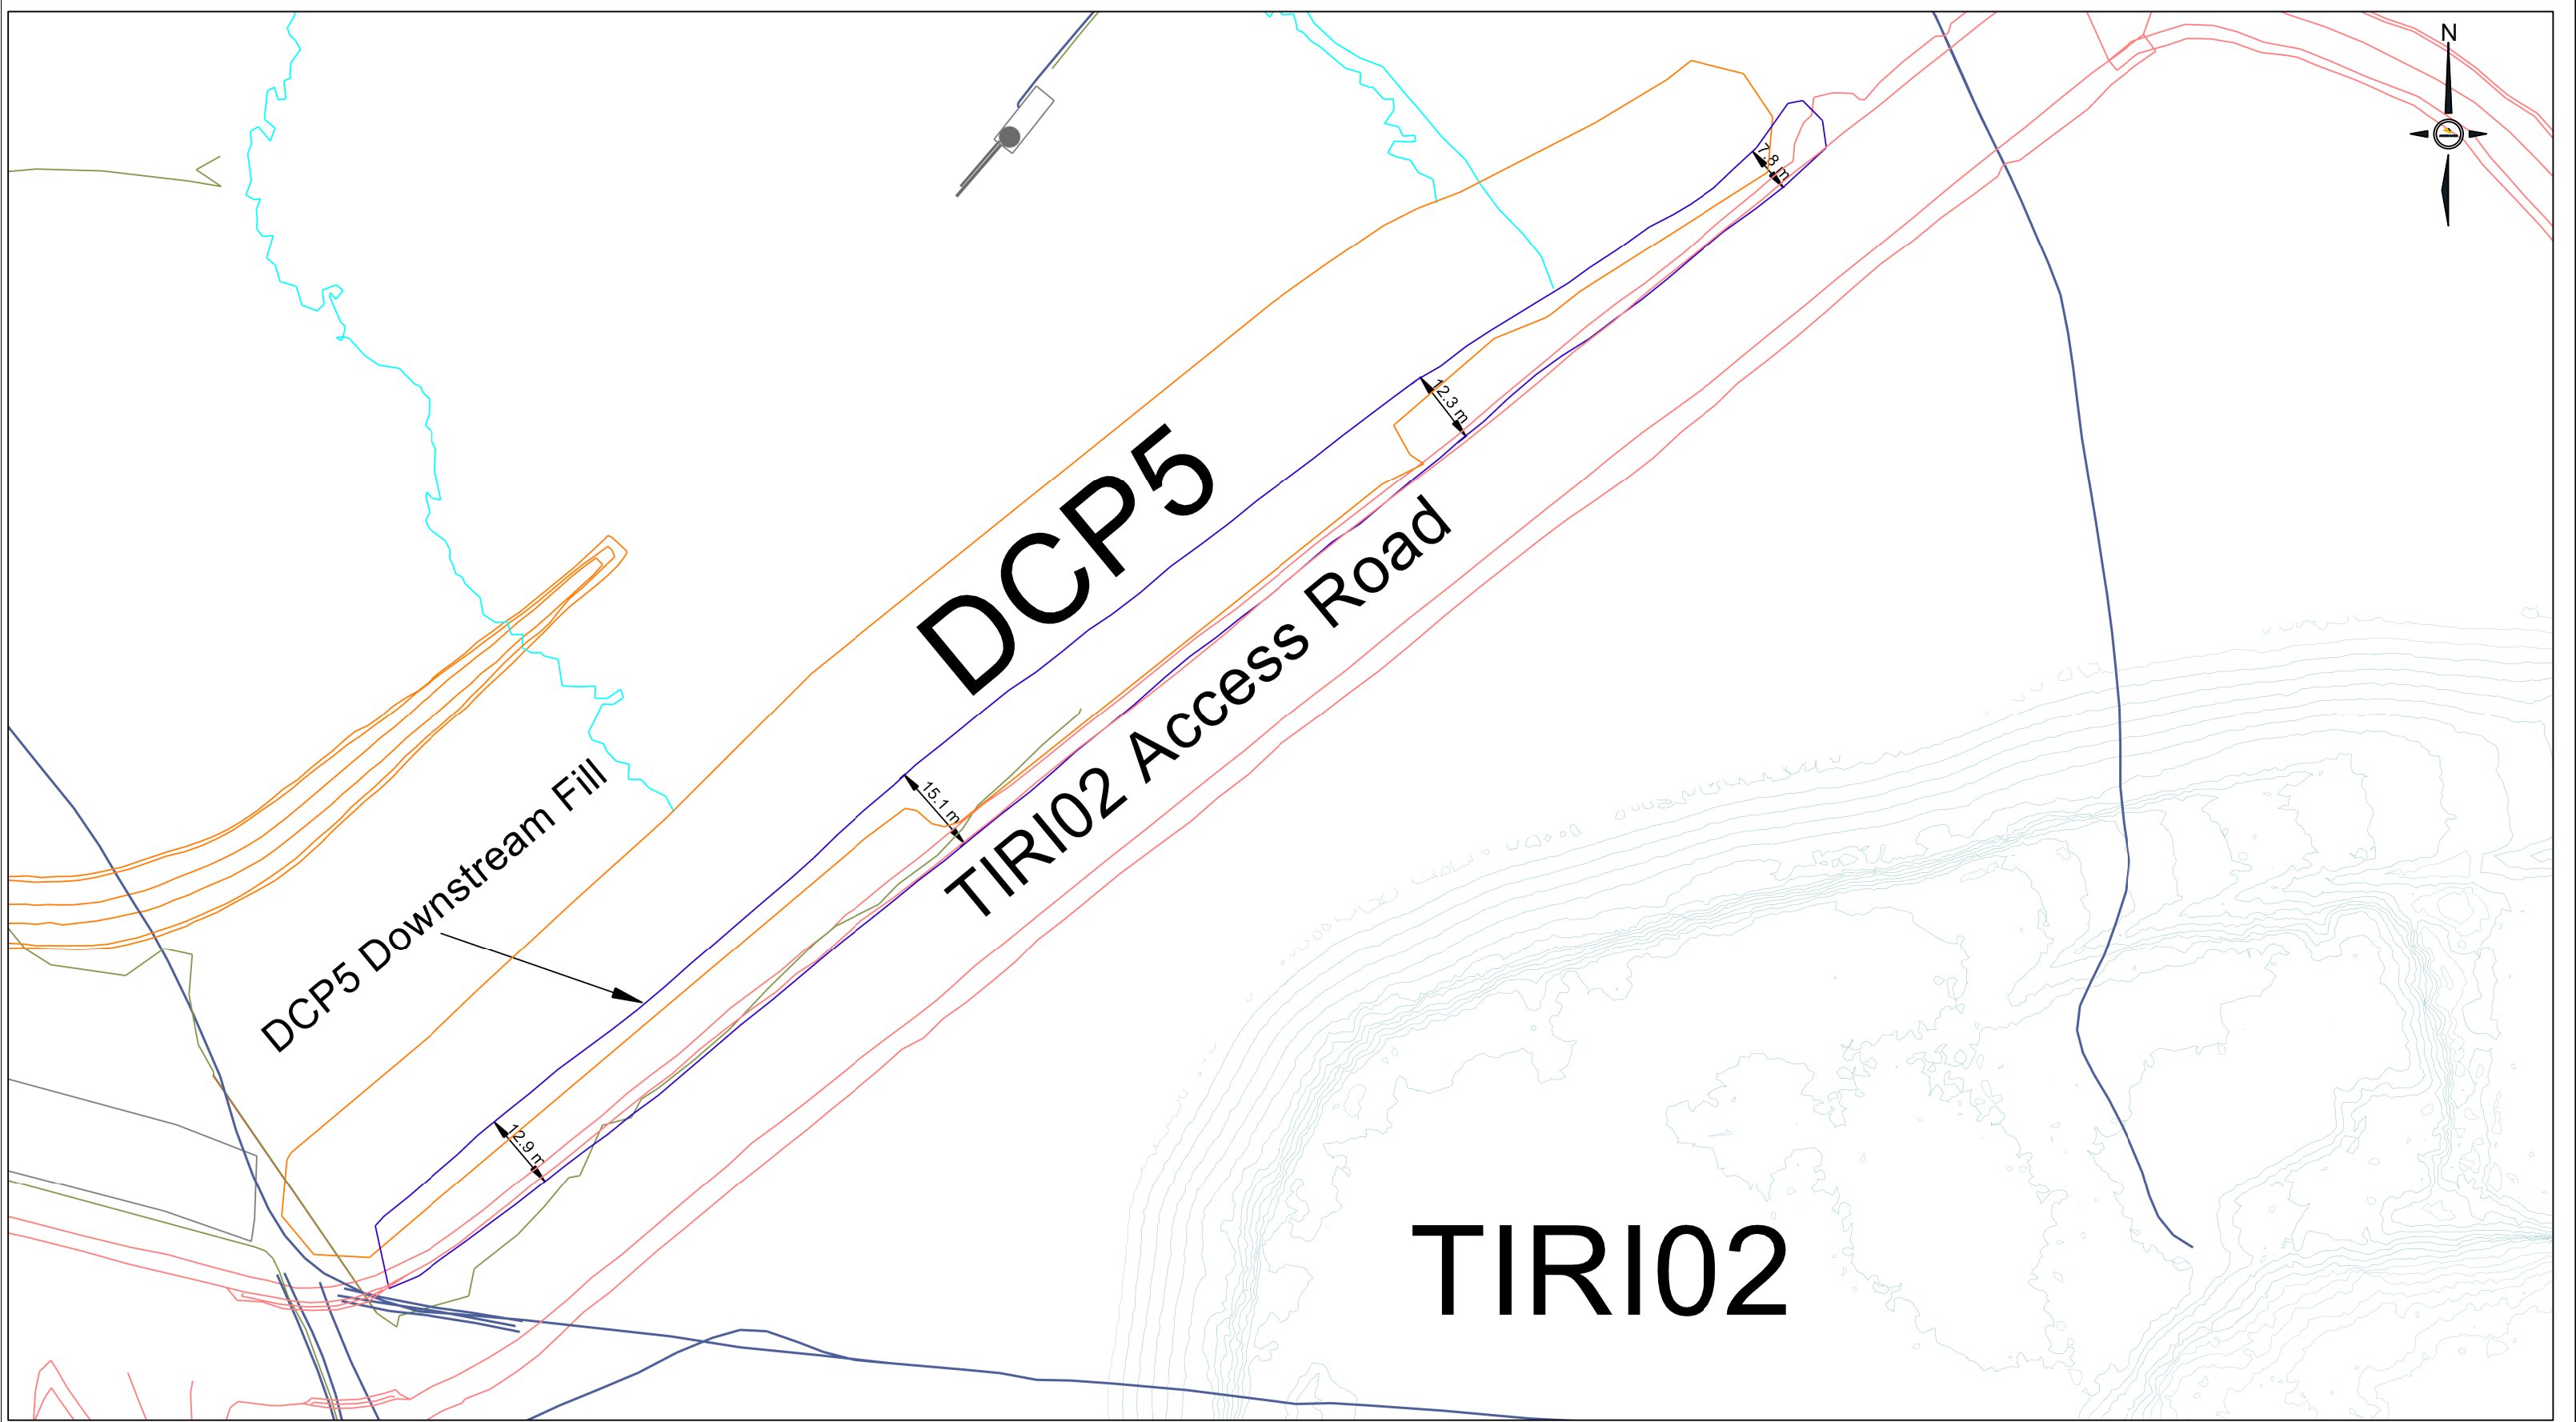 N
7.8 m
12.3 m
DCP5
TIRI02 Access Road
15.1 m
DCP5 Downstream Fill
12.9 m
TIRI02